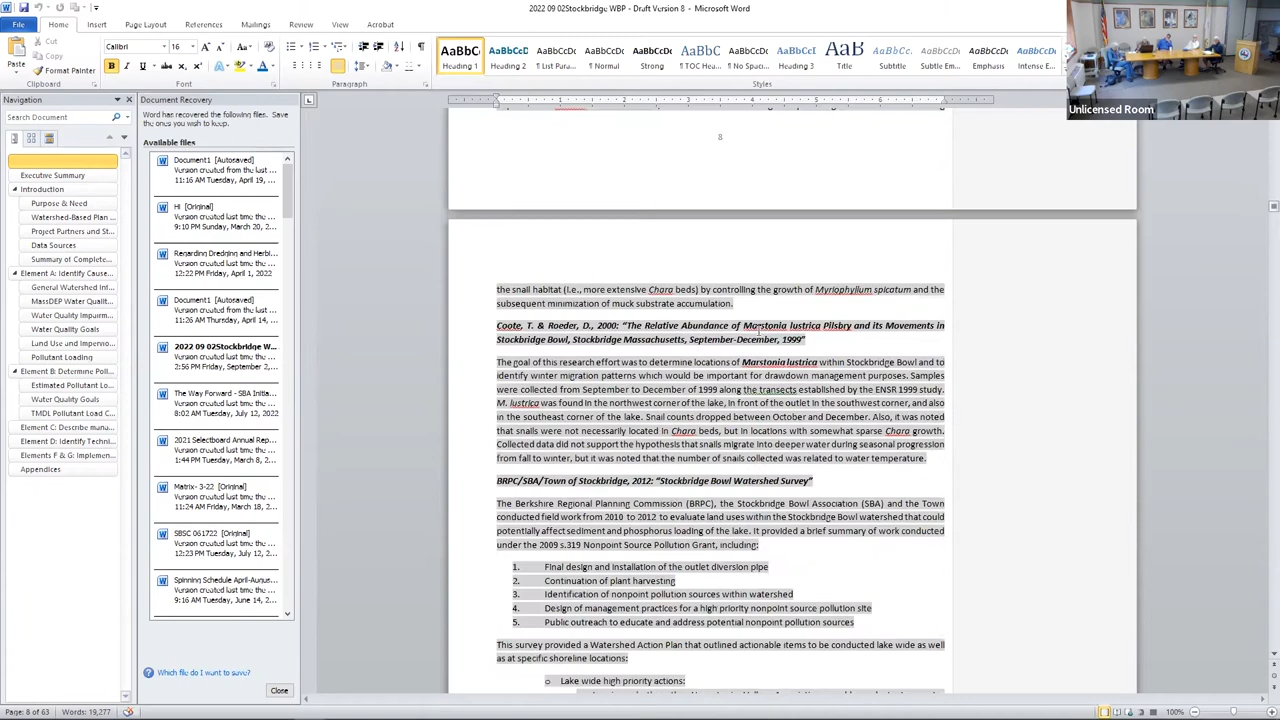 2022 09 02Stockbridge WBP - Draft Version 8 - Microsoft Word
File Home Insert Page Layout References Mailings Review View Acrobat
Paste
Cut
Copy
Format Painter
Clipboard
Calibri 16
Font
Paragraph
AaBbC AaBbCc AaBbCcDc AaBbCcDc AaBbCcDc AaBbC AaBbCcDc AaBbCcI AaB AaBbCcI AaBbCcDc AaBbCcDc AaBbCcDc
Heading 1 Heading 2 ¶ List Para... ¶ Normal Strong ¶ TOC Hea... ¶ No Spaci... Heading 3 Title Subtitle Subtle Em... Emphasis Intense E...
Styles
Unlicensed Room
Navigation
Search Document
Executive Summary
Introduction
Purpose & Need
Watershed-Based Plan ...
Project Partners and St...
Data Sources
Summary of Complete...
Element A: Identify Cause...
General Watershed Inf...
MassDEP Water Qualit...
Water Quality Impairm...
Water Quality Goals
Land Use and Impervio...
Pollutant Loading
Element B: Determine Poll...
Estimated Pollutant Lo...
Water Quality Goals
TMDL Pollutant Load C...
Element C: Describe manag...
Element D: Identify Techn...
Elements F & G: Implemen...
Appendices
Document Recovery
Word has recovered the following files. Save
the ones you wish to keep.
Available files
Document1 [Autosaved]
Version created from the last ...
11:16 AM Tuesday, April 19, ...
HI [Original]
Version created last time the ...
9:10 PM Sunday, March 20, 2...
Regarding Dredging and Herbi...
Version created last time the ...
12:22 PM Friday, April 1, 2022
Document1 [Autosaved]
Version created from the last ...
11:26 AM Thursday, April 14, ...
2022 09 02Stockbridge WB...
Version created last time the ...
2:56 PM Friday, September 2,...
The Way Forward - SBA Initia...
Version created last time the ...
8:02 AM Tuesday, July 12, 2022
2021 Selectboard Annual Rep...
Version created last time the ...
1:44 PM Tuesday, March 8, 2...
Matrix- 3-22 [Original]
Version created last time the ...
11:24 AM Friday, March 18, ...
SBSC 061722 [Original]
Version created last time the ...
12:23 PM Tuesday, July 12, 2...
Spinning Schedule April-Augus...
Version created last time the ...
9:16 AM Tuesday, June 14, 2...
Which file do I want to save?
Close
8
the snail habitat (i.e., more extensive Chara beds) by controlling the growth of Myriophyllum spicatum and the
subsequent minimization of muck substrate accumulation.
Coote, T. & Roeder, D., 2000: “The Relative Abundance of Marstonia lustrica Pilsbry and its Movements in
Stockbridge Bowl, Stockbridge Massachusetts, September-December, 1999”
The goal of this research effort was to determine locations of Marstonia lustrica within Stockbridge Bowl and to
identify winter migration patterns which would be important for drawdown management purposes. Samples
were collected from September to December of 1999 along the transects established by the ENSR 1999 study.
M. lustrica was found in the northwest corner of the lake, in front of the outlet in the southwest corner, and also
in the southeast corner of the lake. Snail counts dropped between October and December. Also, it was noted
that snails were not necessarily located in Chara beds, but in locations with somewhat sparse Chara growth.
Collected data did not support the hypothesis that snails migrate into deeper water during seasonal progression
from fall to winter, but it was noted that the number of snails collected was related to water temperature.
BRPC/SBA/Town of Stockbridge, 2012: “Stockbridge Bowl Watershed Survey”
The Berkshire Regional Planning Commission (BRPC), the Stockbridge Bowl Association (SBA) and the Town
conducted field work from 2010 to 2012 to evaluate land uses within the Stockbridge Bowl watershed that could
potentially affect sediment and phosphorus loading of the lake. It provided a brief summary of work conducted
under the 2009 s.319 Nonpoint Source Pollution Grant, including:
1. Final design and installation of the outlet diversion pipe
2. Continuation of plant harvesting
3. Identification of nonpoint pollution sources within watershed
4. Design of management practices for a high priority nonpoint source pollution site
5. Public outreach to educate and address potential nonpoint pollution sources
This survey provided a Watershed Action Plan that outlined actionable items to be conducted lake wide as well
as at specific shoreline locations:
o Lake wide high priority actions:
Page: 8 of 63 Words: 19,277 100%